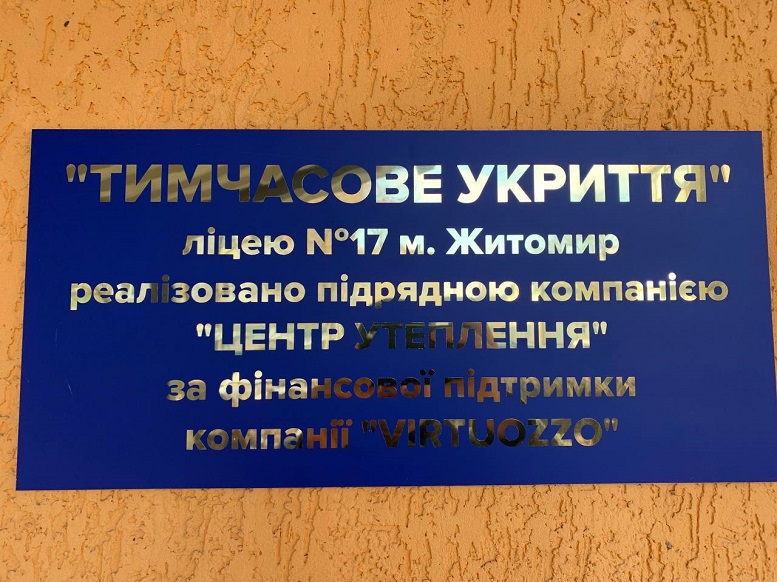 "ТИМЧАСОВЕ УКРИТТЯ"
ліцею №17 м. Житомир
реалізовано підрядною компанією
"ЦЕНТР УТЕПЛЕННЯ"
за фінансової підтримки
компанії "VIRTUOZZO"